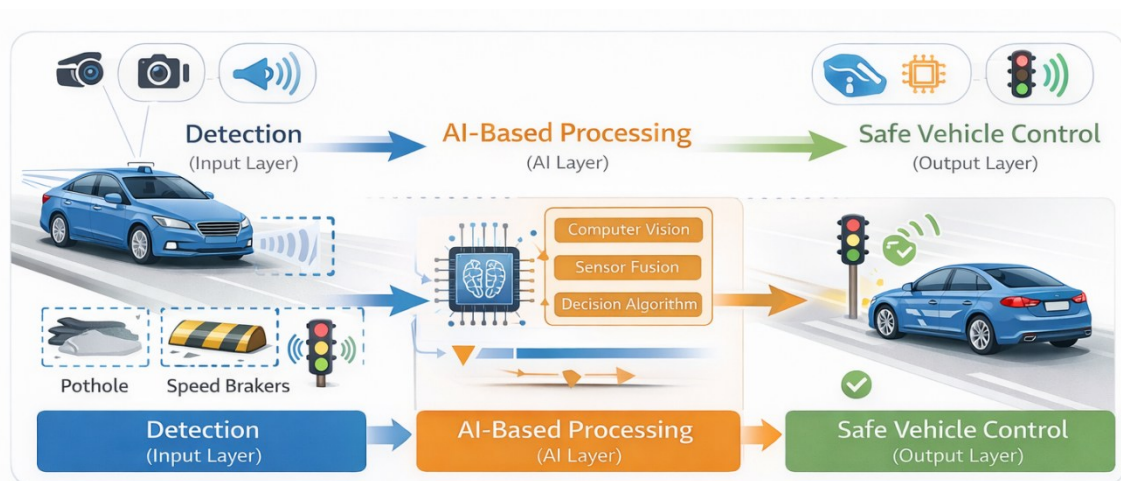 Detection
(Input Layer)
AI-Based Processing
(AI Layer)
Safe Vehicle Control
(Output Layer)
Computer Vision
Sensor Fusion
Decision Algorithm
Pothole
Speed Brakers
Detection
(Input Layer)
AI-Based Processing
(AI Layer)
Safe Vehicle Control
(Output Layer)